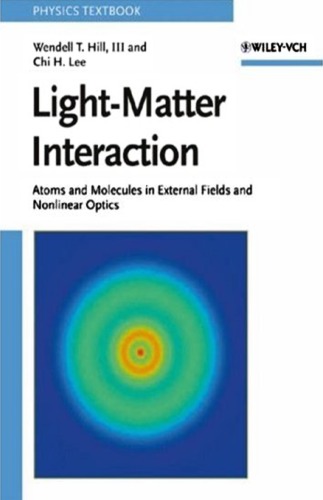 PHYSICS TEXTBOOK
Wendell T. Hill, III and
Chi H. Lee
WILEY-VCH
Light-Matter
Interaction
Atoms and Molecules in External Fields and
Nonlinear Optics